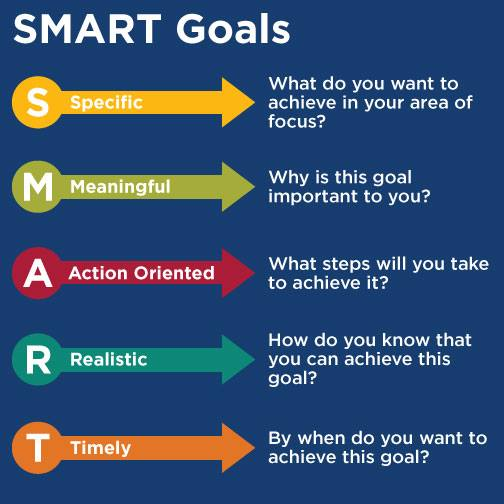 SMART Goals
S Specific
What do you want to
achieve in your area of
focus?
M Meaningful
Why is this goal
important to you?
A Action Oriented
What steps will you take
to achieve it?
R Realistic
How do you know that
you can achieve this
goal?
T Timely
By when do you want to
achieve this goal?